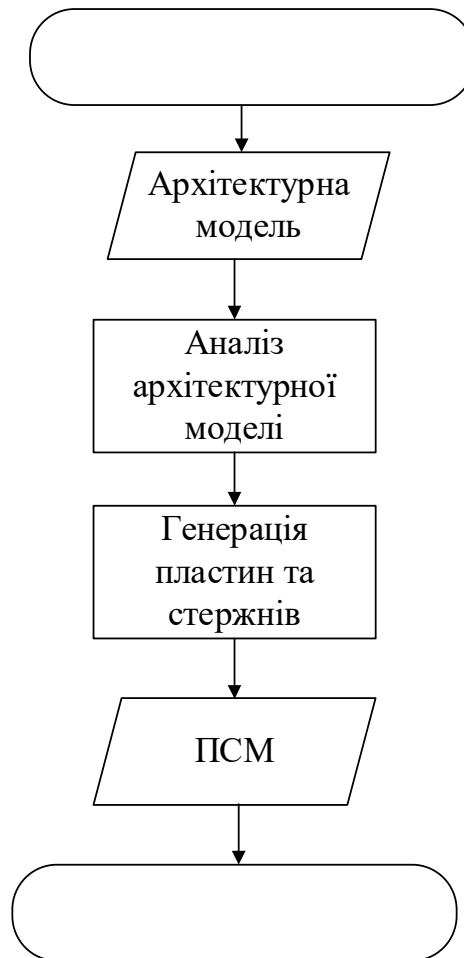 Архітектурна
модель
Аналіз
архітектурної
моделі
Генерація
пластин та
стержнів
ПСМ